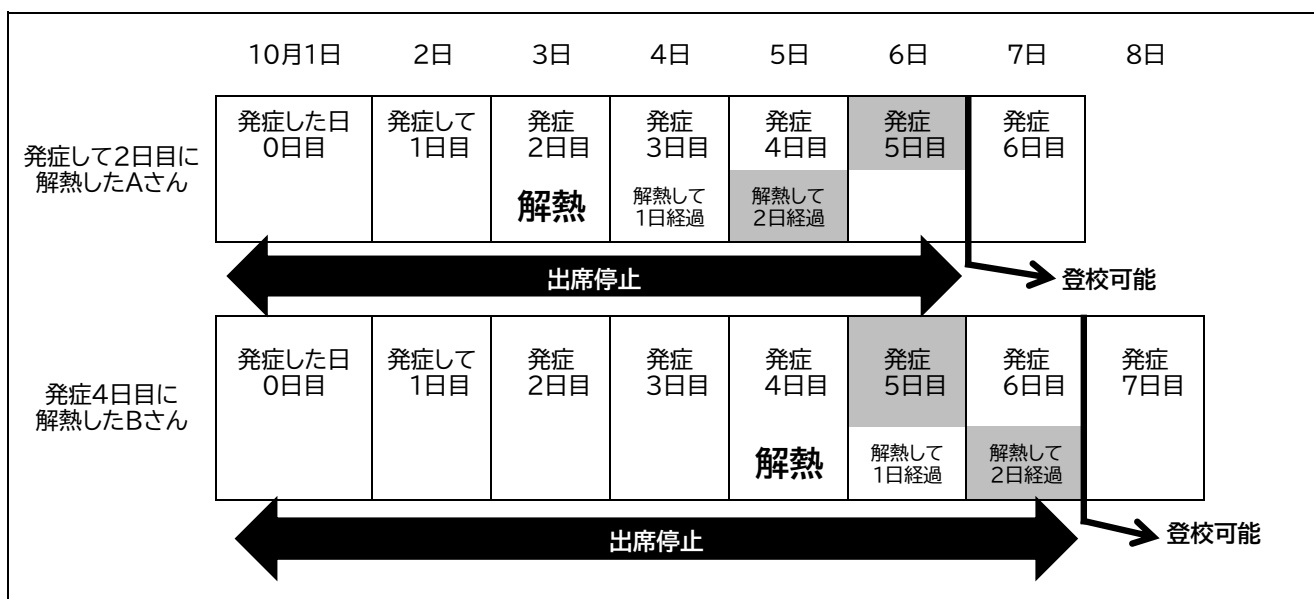 10月1日 2日 3日 4日 5日 6日 7日 8日
発症して2日目に
解熱したAさん
発症した日 発症して 発症 発症 発症 発症 発症
0日目 1日目 2日目 3日目 4日目 5日目 6日目
解熱 解熱して 解熱して
1日経過 2日経過
出席停止
登校可能
発症4日目に
解熱したBさん
発症した日 発症して 発症 発症 発症 発症 発症 発症
0日目 1日目 2日目 3日目 4日目 5日目 6日目 7日目
解熱 解熱して 解熱して
1日経過 2日経過
出席停止
登校可能